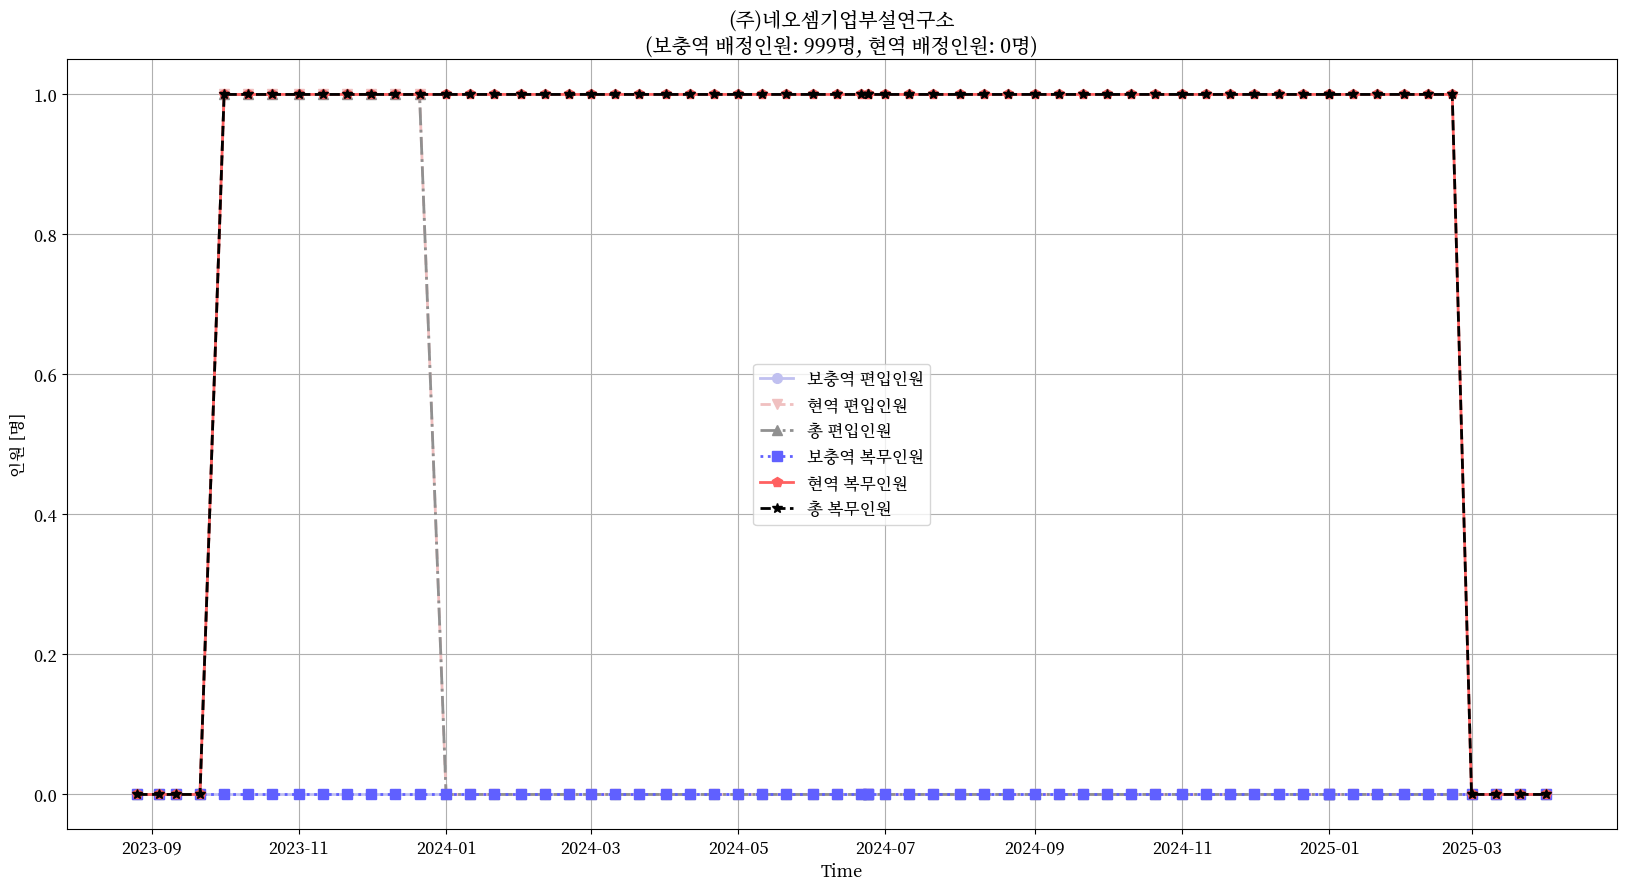 (주)네오셈기업부설연구소
(보충역 배정인원: 999명, 현역 배정인원: 0명)
1.0
0.8
0.6
0.4
0.2
0.0
인원 [명]
보충역 편입인원
현역 편입인원
총 편입인원
보충역 복무인원
현역 복무인원
총 복무인원
2023-09
2023-11
2024-01
2024-03
2024-05
2024-07
2024-09
2024-11
2025-01
2025-03
Time